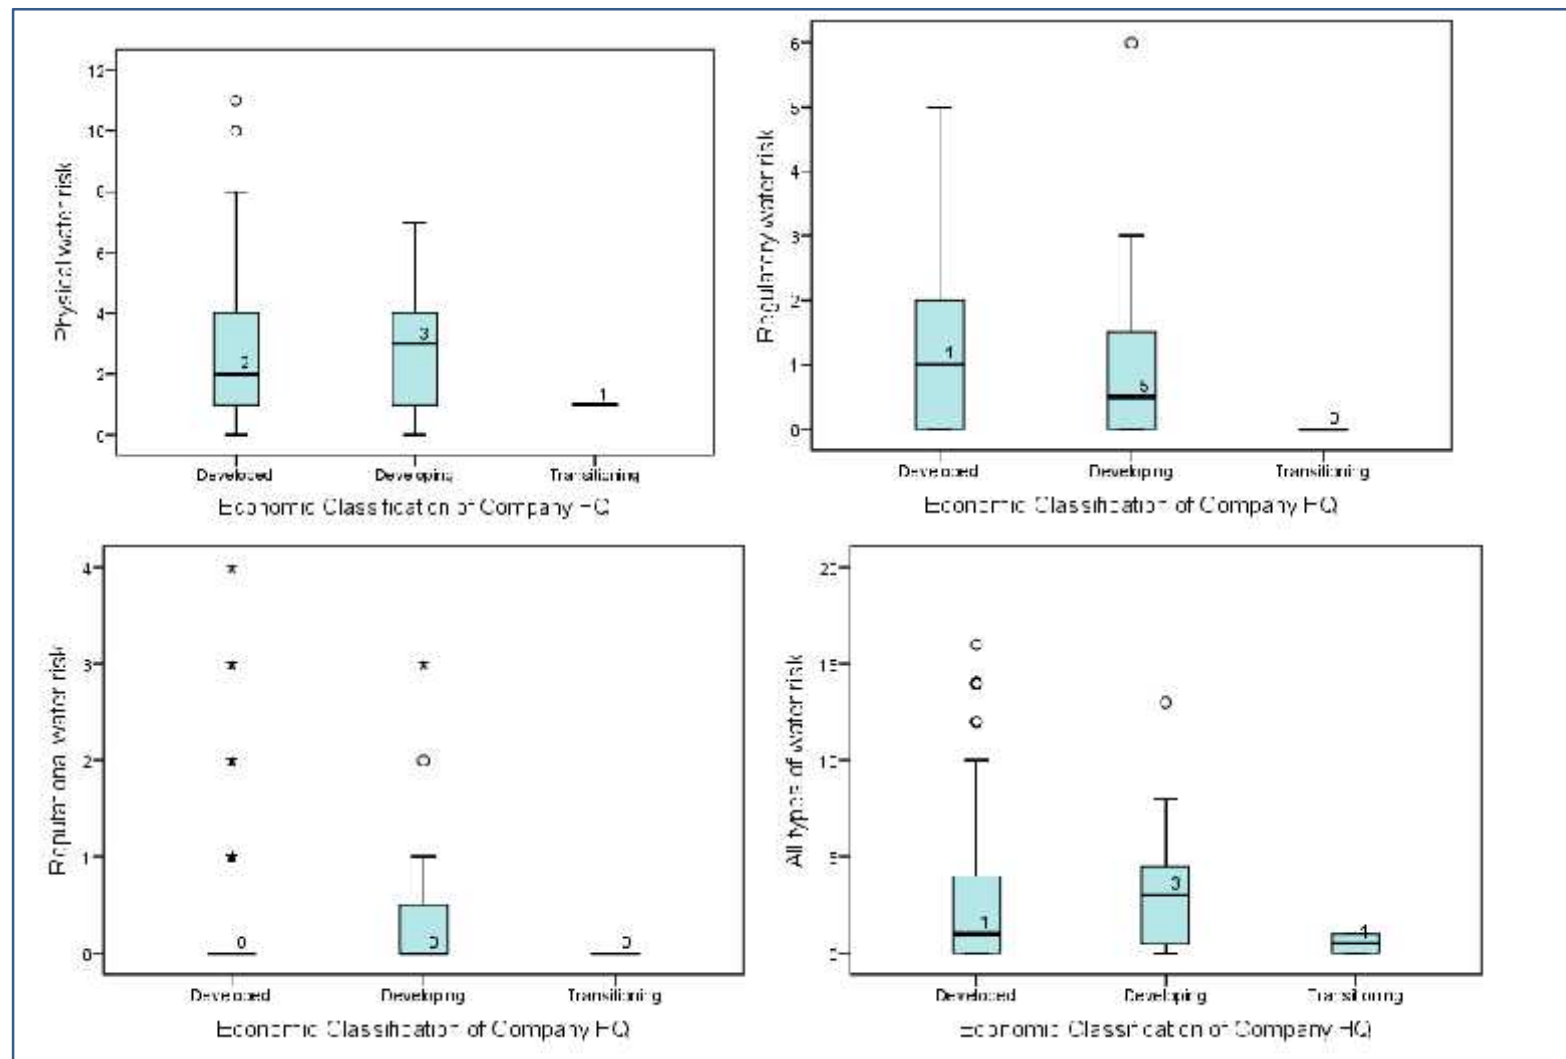 Physical water risk
12
10
8
6
4
2
0
2
3
1
Developed
Developing
Transitioning
Economic Classification of Company HQ
Regulatory water risk
6
5
4
3
2
1
0
1
5
0
Developed
Developing
Transitioning
Economic Classification of Company HQ
Reputational water risk
4
3
2
1
0
0
0
0
Developed
Developing
Transitioning
Economic Classification of Company HQ
All types of water risk
20
15
10
5
0
1
3
1
Developed
Developing
Transitioning
Economic Classification of Company HQ